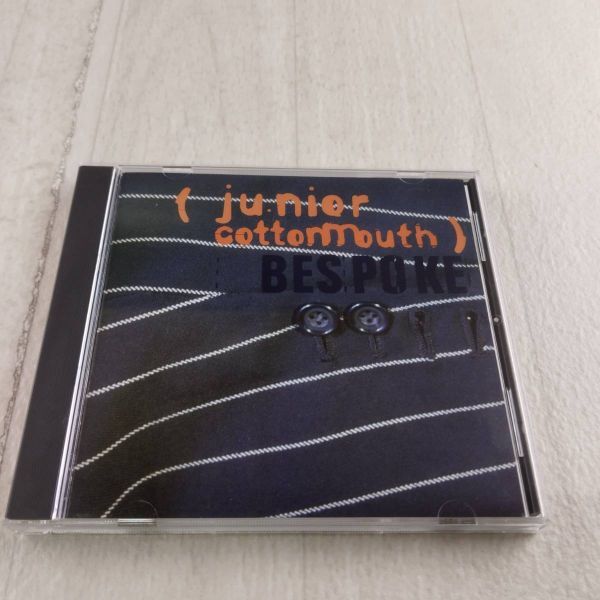 ( junior
cottonmouth )
BESPOKE